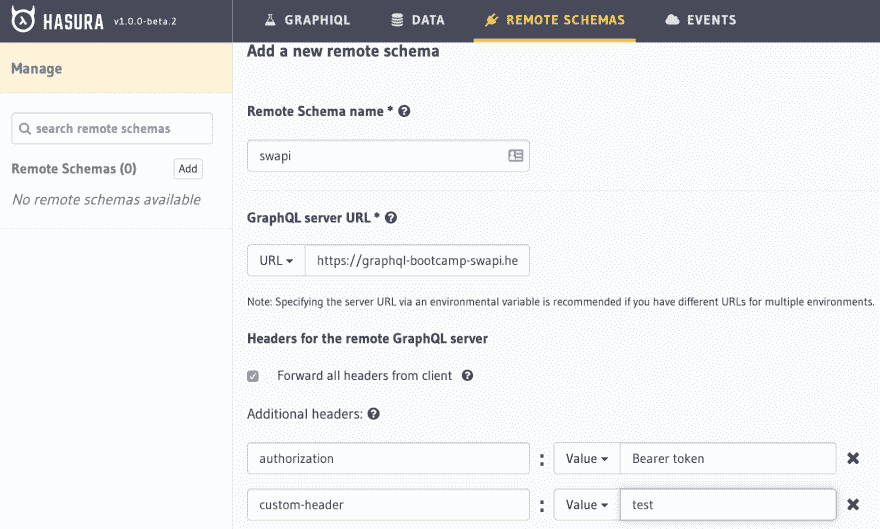 HASURA v1.0.0-beta.2 GRAPHIQL DATA REMOTE SCHEMAS EVENTS
Manage
search remote schemas
Remote Schemas (0) Add
No remote schemas available
Add a new remote schema
Remote Schema name *
swapi
GraphQL server URL *
URL https://graphql-bootcamp-swapi.he
Note: Specifying the server URL via an environmental variable is recommended if you have different URLs for multiple environments.
Headers for the remote GraphQL server
Forward all headers from client
Additional headers:
authorization : Value Bearer token
custom-header : Value test